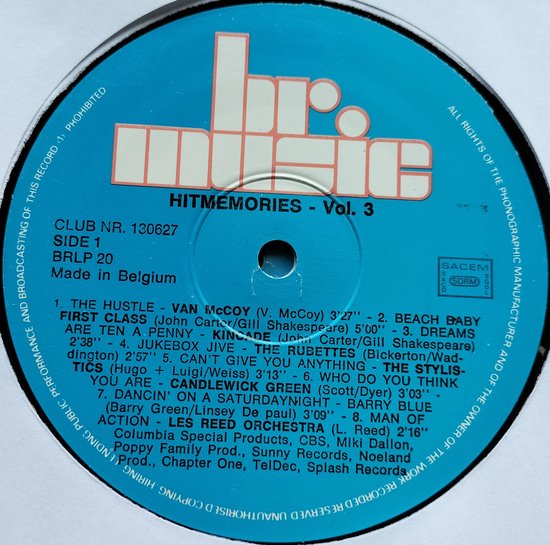 br.
music
HITMEMORIES - Vol. 3
CLUB NR. 130627
SIDE 1
BRLP 20
Made in Belgium
SACEM
SDRM
1. THE HUSTLE - VAN McCOY (V. McCoy) 3'27" - 2. BEACH BABY
FIRST CLASS (John Carter/Gill Shakespeare) 5'00" - 3. DREAMS
ARE TEN A PENNY - KINCADE (John Carter/Gill Shakespeare)
2'38" - 4. JUKEBOX JIVE - THE RUBETTES (Bickerton/Wad-
dington) 2'57" 5. CAN'T GIVE YOU ANYTHING - THE STYLIS-
TICS (Hugo + Luigi/Weiss) 3'13" - 6. WHO DO YOU THINK
YOU ARE - CANDLEWICK GREEN (Scott/Dyer) 3'03" -
7. DANCIN' ON A SATURDAYNIGHT - BARRY BLUE
(Barry Green/Linsey De paul) 3'09" - 8. MAN OF
ACTION - LES REED ORCHESTRA (L. Reed) 2'16"
Columbia Special Products, CBS, Miki Dallon,
Poppy Family Prod., Sunny Records, Noeland
Prod., Chapter One, TelDec, Splash Records
ALL RIGHTS OF THE PHONOGRAPHIC MANUFACTURER AND OF THE OWNER OF THE WORK RECORDED RESERVED UNAUTHORISED COPYING HIRING LENDING PUBLIC PERFORMANCE AND BROADCASTING OF THIS RECORD PROHIBITED